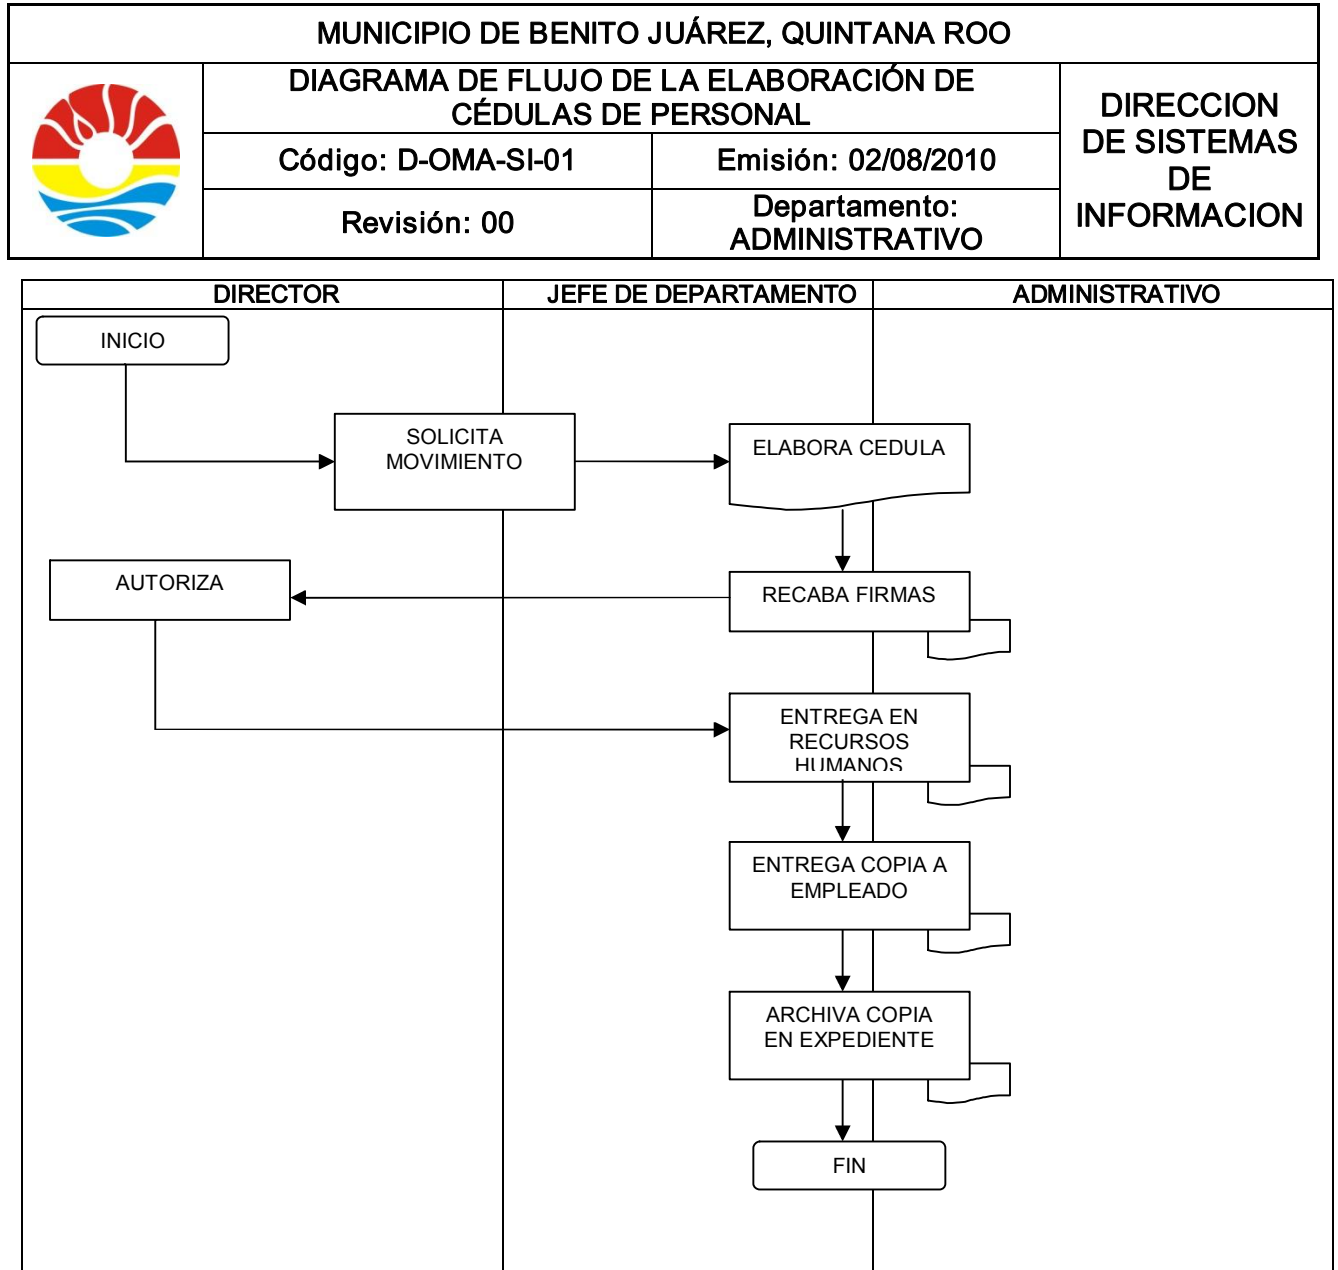 MUNICIPIO DE BENITO JUÁREZ, QUINTANA ROO
DIAGRAMA DE FLUJO DE LA ELABORACIÓN DE
CÉDULAS DE PERSONAL
Código: D-OMA-SI-01
Emisión: 02/08/2010
Revisión: 00
Departamento:
ADMINISTRATIVO
DIRECCION
DE SISTEMAS
DE
INFORMACION
DIRECTOR
JEFE DE DEPARTAMENTO
ADMINISTRATIVO
INICIO
SOLICITA
MOVIMIENTO
ELABORA CEDULA
AUTORIZA
RECABA FIRMAS
ENTREGA EN
RECURSOS
HUMANOS
ENTREGA COPIA A
EMPLEADO
ARCHIVA COPIA
EN EXPEDIENTE
FIN